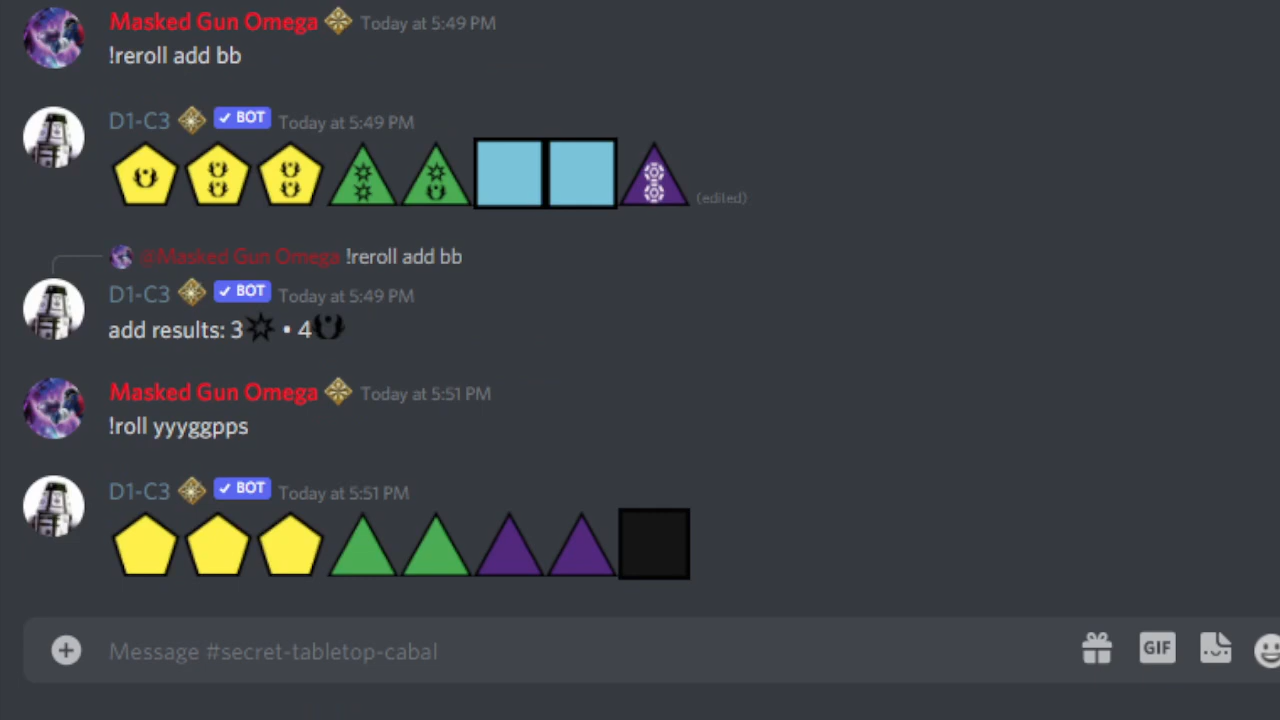 Masked Gun Omega Today at 5:49 PM
!reroll add bb
D1-C3 ✓ BOT Today at 5:49 PM
(edited)
@Masked Gun Omega !reroll add bb
D1-C3 ✓ BOT Today at 5:49 PM
add results: 3 • 4
Masked Gun Omega Today at 5:51 PM
!roll yyyggpps
D1-C3 ✓ BOT Today at 5:51 PM
Message #secret-tabletop-cabal
GIF